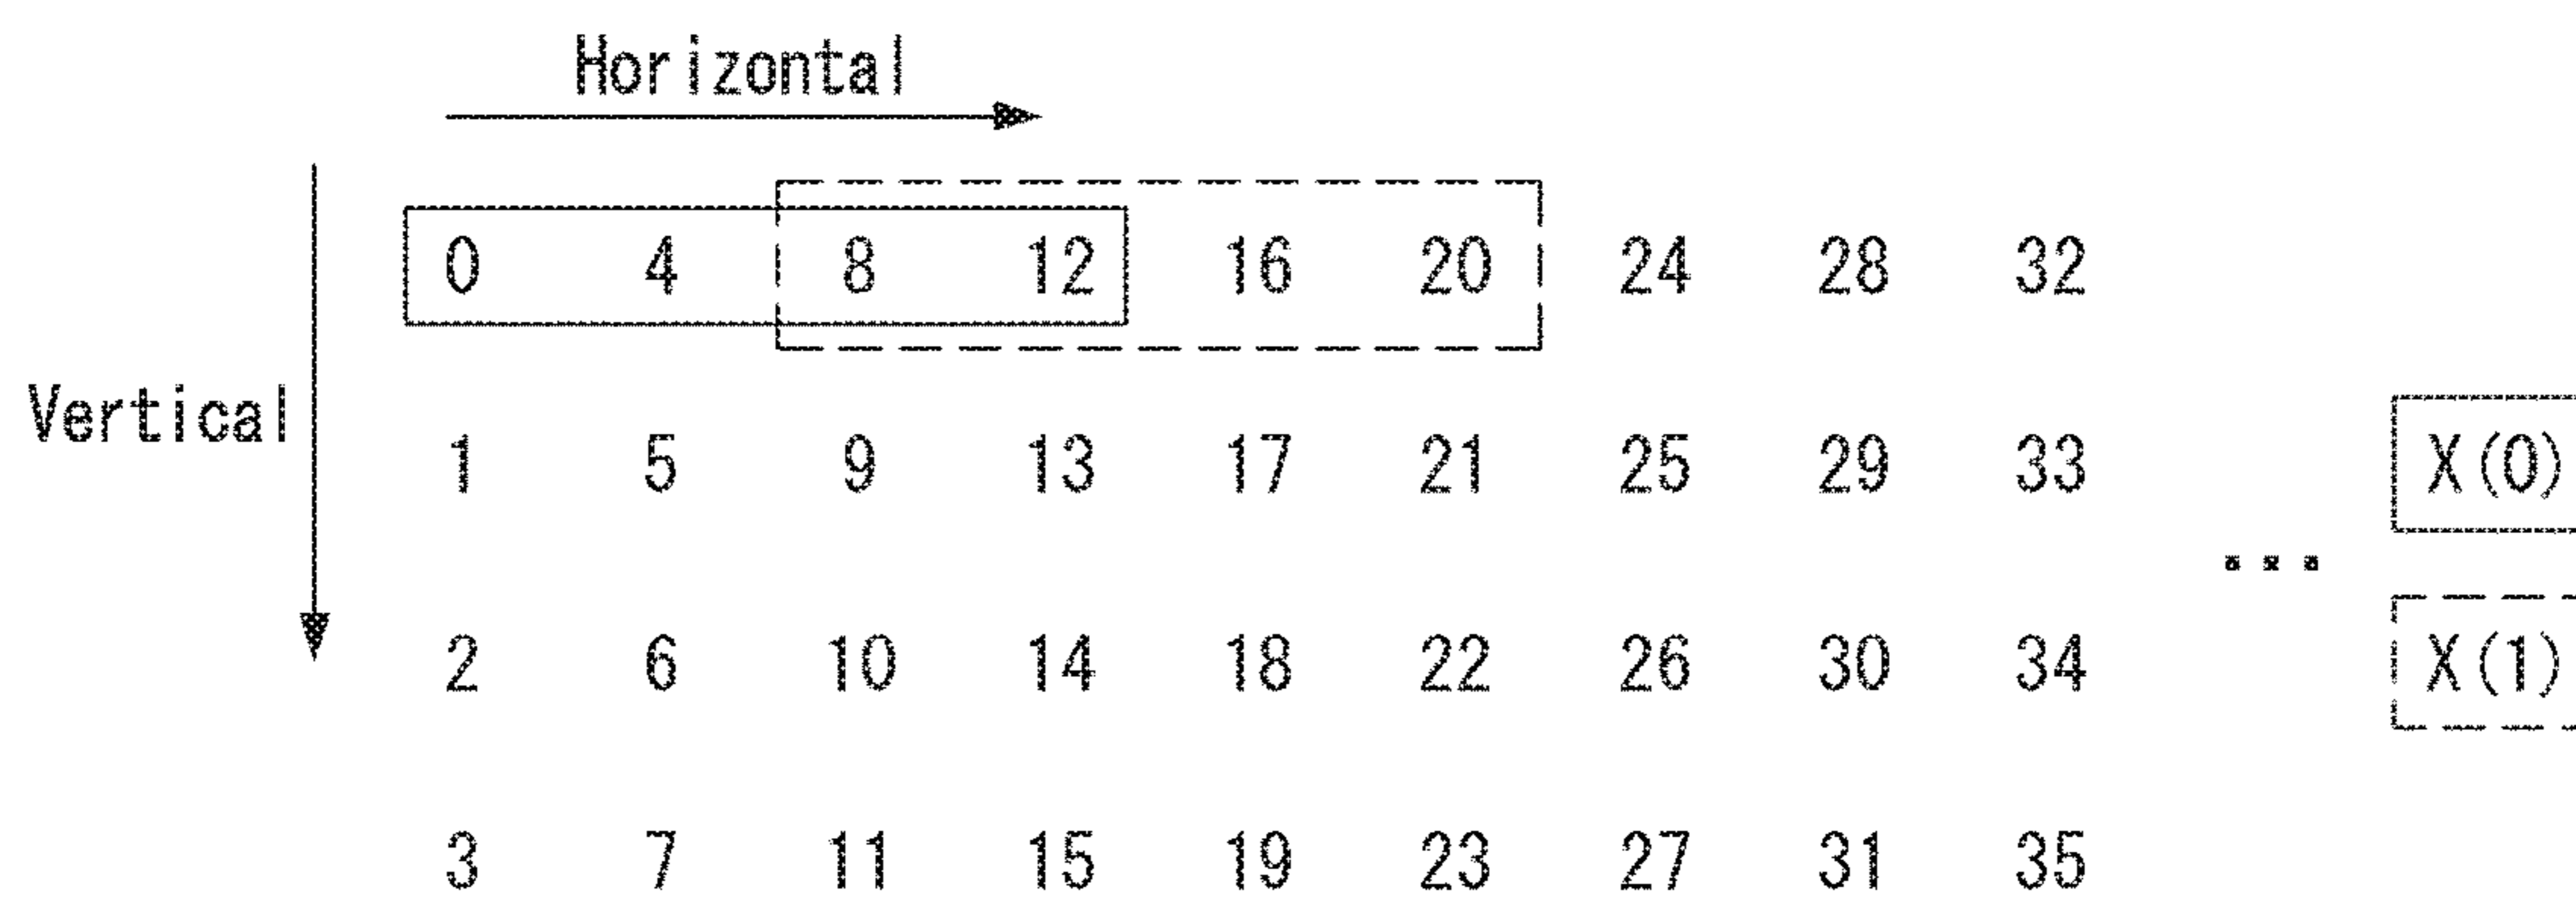 Horizontal
0 4 8 12 16 20 24 28 32
Vertical
1 5 9 13 17 21 25 29 33 X(0)
...
2 6 10 14 18 22 26 30 34 X(1)
3 7 11 15 19 23 27 31 35